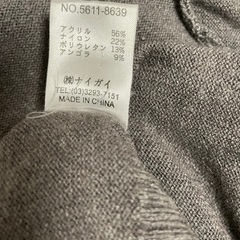 NO.5611-8639
アクリル 56%
ナイロン 22%
ポリウレタン 13%
アンゴラ 9%
㈱ナイガイ
TEL:(03)3293-7151
MADE IN CHINA